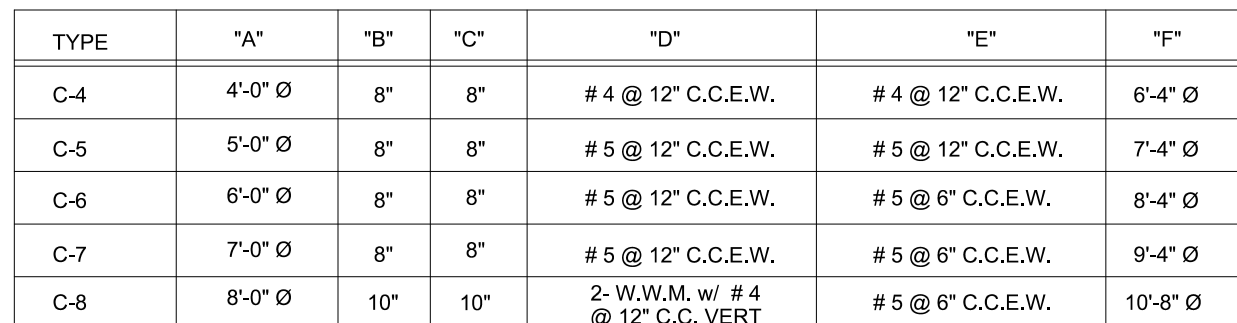 TYPE "A" "B" "C" "D" "E" "F"
C-4 4'-0" Ø 8" 8" # 4 @ 12" C.C.E.W. # 4 @ 12" C.C.E.W. 6'-4" Ø
C-5 5'-0" Ø 8" 8" # 5 @ 12" C.C.E.W. # 5 @ 12" C.C.E.W. 7'-4" Ø
C-6 6'-0" Ø 8" 8" # 5 @ 12" C.C.E.W. # 5 @ 6" C.C.E.W. 8'-4" Ø
C-7 7'-0" Ø 8" 8" # 5 @ 12" C.C.E.W. # 5 @ 6" C.C.E.W. 9'-4" Ø
C-8 8'-0" Ø 10" 10" 2- W.W.M. w/ # 4 # 5 @ 6" C.C.E.W. 10'-8" Ø
@ 12" C.C. VERT